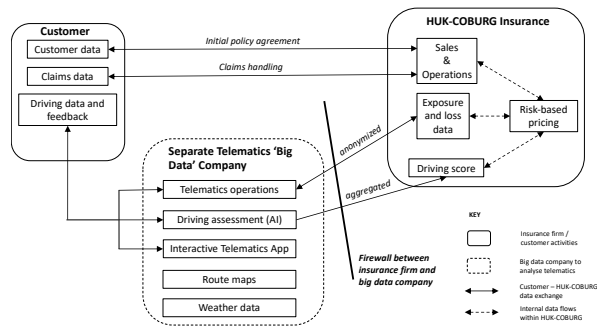 Customer
Customer data
Claims data
Driving data and
feedback
Initial policy agreement
Claims handling
HUK-COBURG Insurance
Sales
&
Operations
Exposure
and loss
data
Risk-based
pricing
Driving score
anonymized
aggregated
Separate Telematics ‘Big
Data’ Company
Telematics operations
Driving assessment (AI)
Interactive Telematics App
Route maps
Weather data
Firewall between
insurance firm and
big data company
KEY
Insurance firm /
customer activities
Big data company to
analyse telematics
Customer – HUK-COBURG
data exchange
Internal data flows
within HUK-COBURG